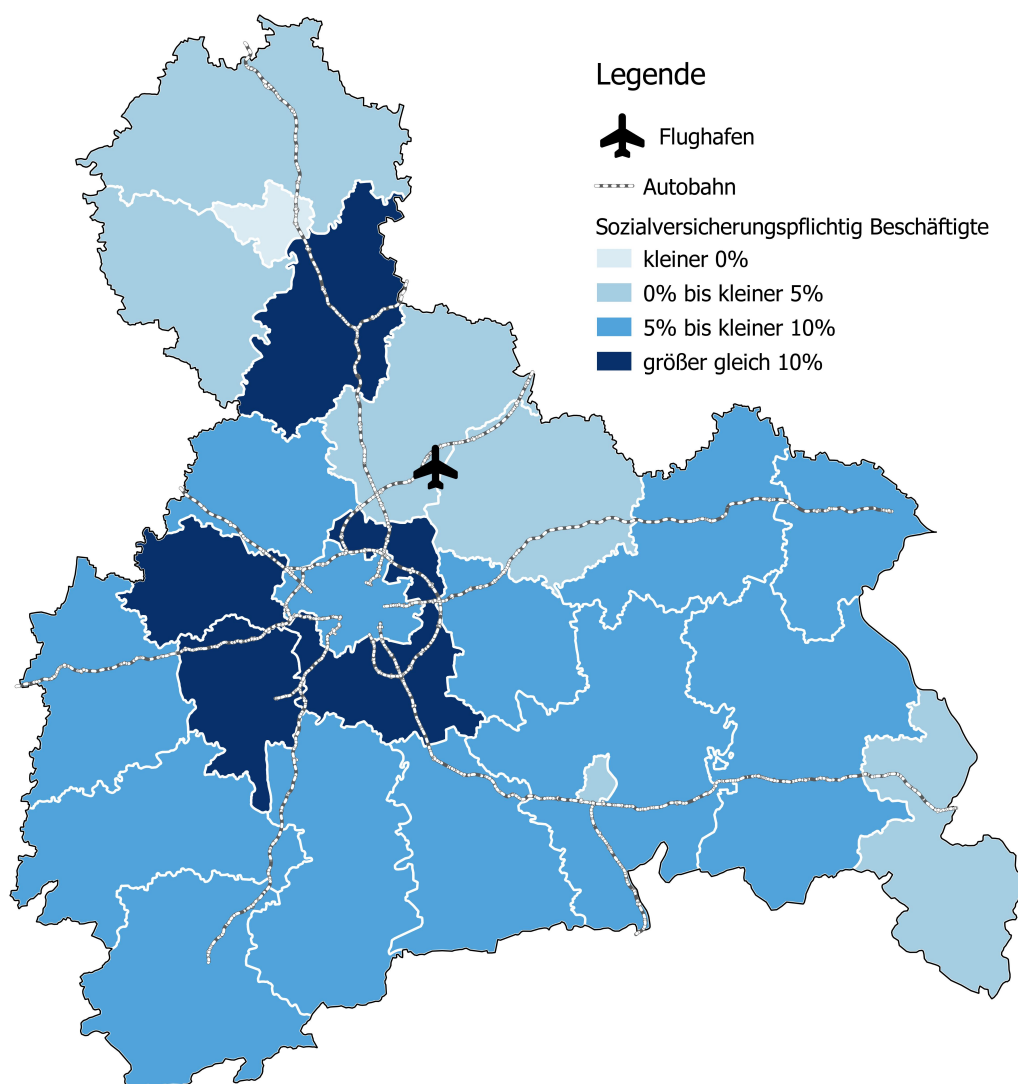 Legende
Flughafen
Autobahn
Sozialversicherungspflichtig Beschäftigte
kleiner 0%
0% bis kleiner 5%
5% bis kleiner 10%
größer gleich 10%